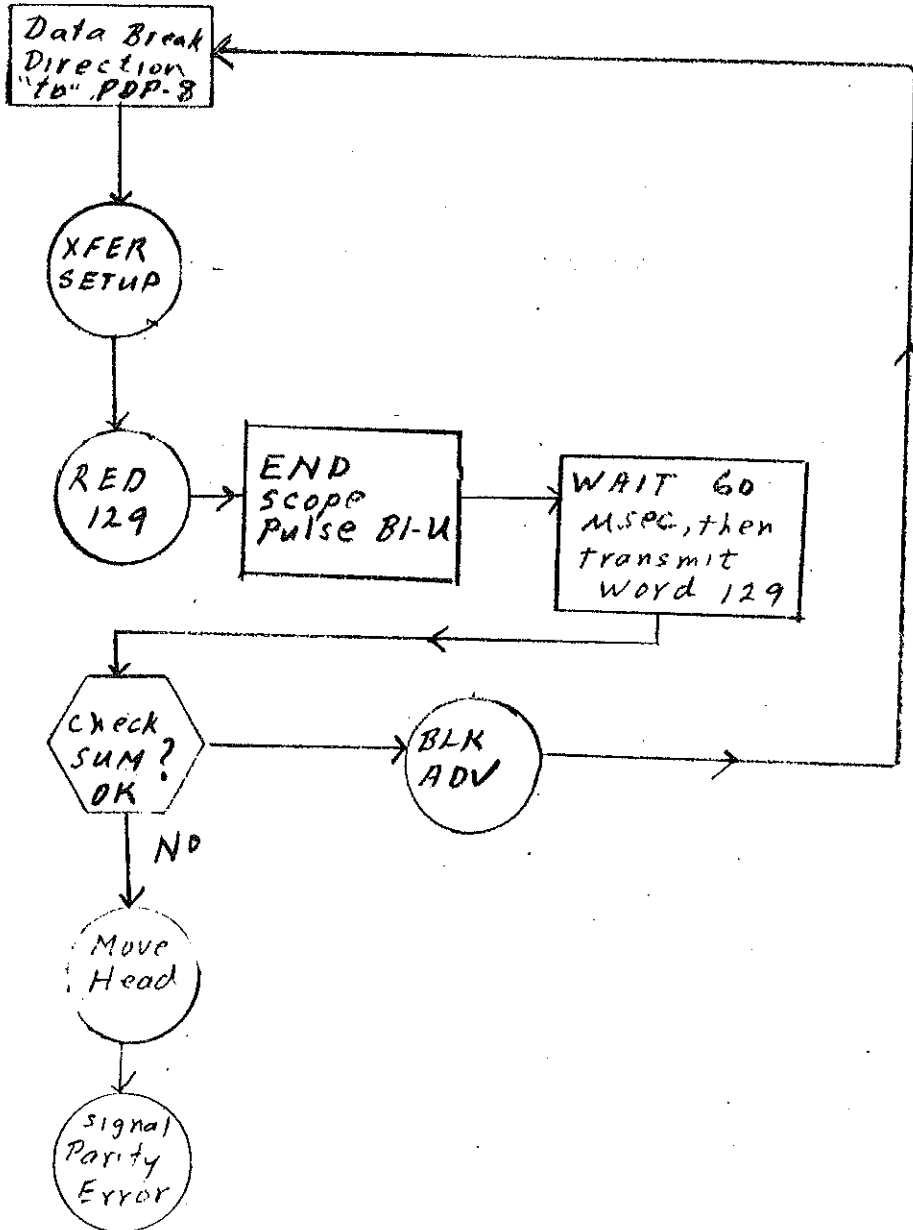 Data Break
Direction
"to" PDP-8
XFER
SETUP
RED
129
END
scope
Pulse B1-U
WAIT 60
Msec, then
transmit
Word 129
check
SUM?
OK
BLK
ADV
NO
Move
Head
signal
Parity
Error